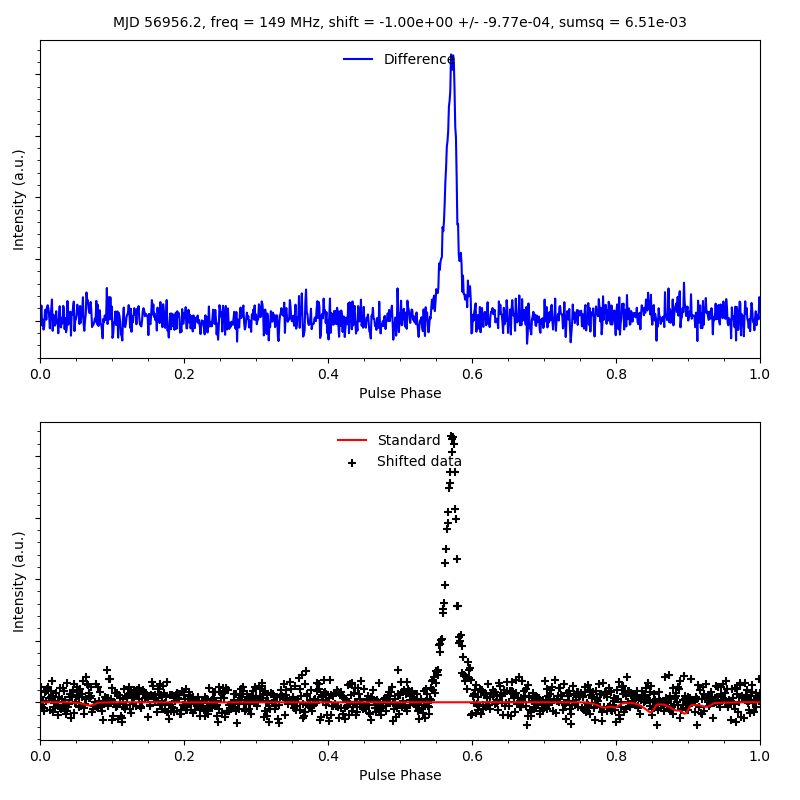 MJD 56956.2, freq = 149 MHz, shift = -1.00e+00 +/- -9.77e-04, sumsq = 6.51e-03
Difference
Intensity (a.u.)
0.0 0.2 0.4 0.6 0.8 1.0
Pulse Phase
Standard
Shifted data
Intensity (a.u.)
0.0 0.2 0.4 0.6 0.8 1.0
Pulse Phase